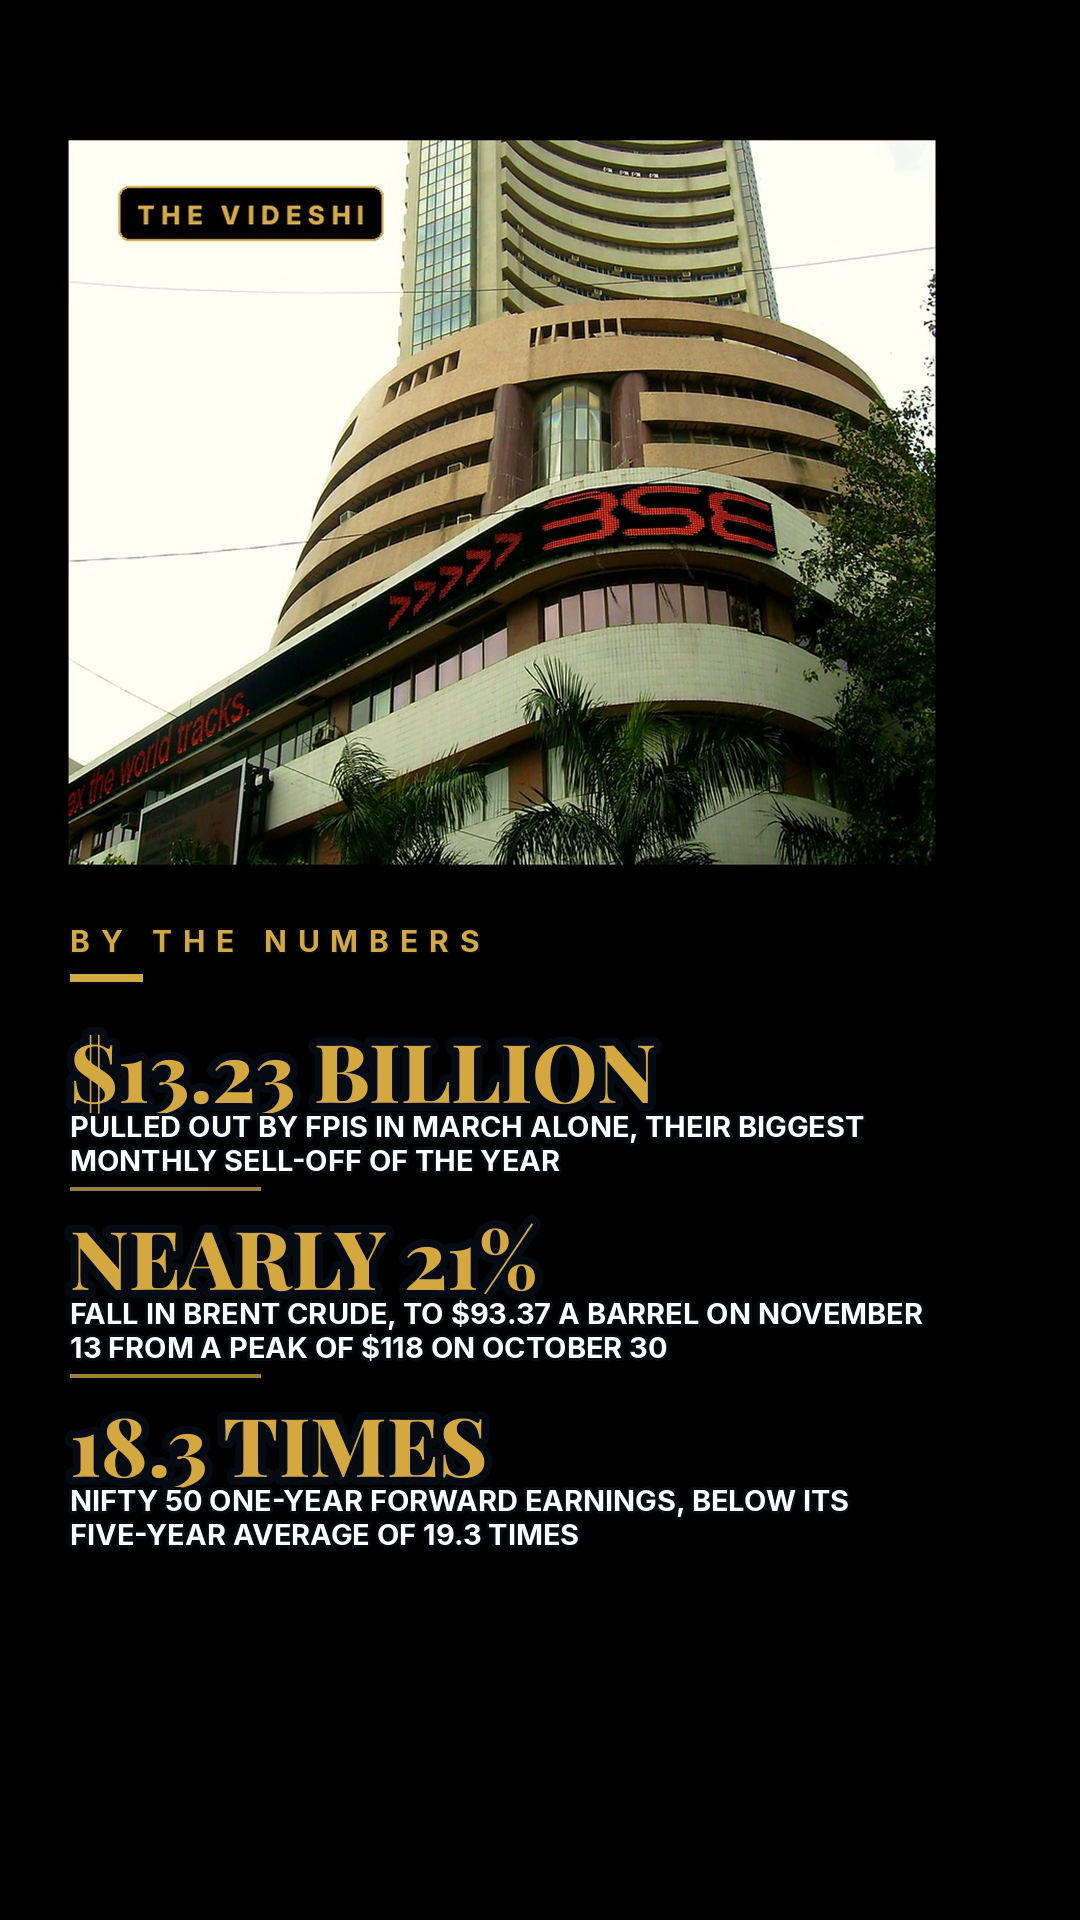 THE VIDESHI
BSE
>>>>>
ex the world tracks.
BY THE NUMBERS
$13.23 BILLION
PULLED OUT BY FPIS IN MARCH ALONE, THEIR BIGGEST
MONTHLY SELL-OFF OF THE YEAR
NEARLY 21%
FALL IN BRENT CRUDE, TO $93.37 A BARREL ON NOVEMBER
13 FROM A PEAK OF $118 ON OCTOBER 30
18.3 TIMES
NIFTY 50 ONE-YEAR FORWARD EARNINGS, BELOW ITS
FIVE-YEAR AVERAGE OF 19.3 TIMES